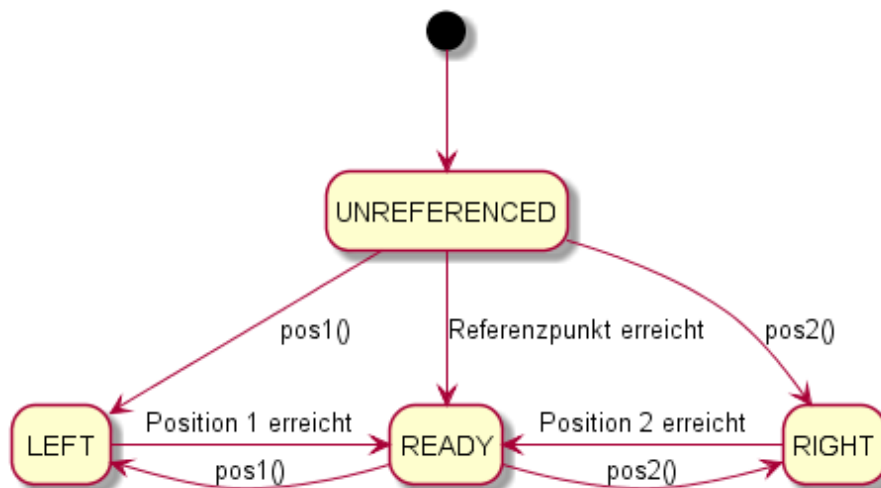 UNREFERENCED
pos1()
Referenzpunkt erreicht
pos2()
Position 1 erreicht
Position 2 erreicht
LEFT
READY
RIGHT
pos1()
pos2()